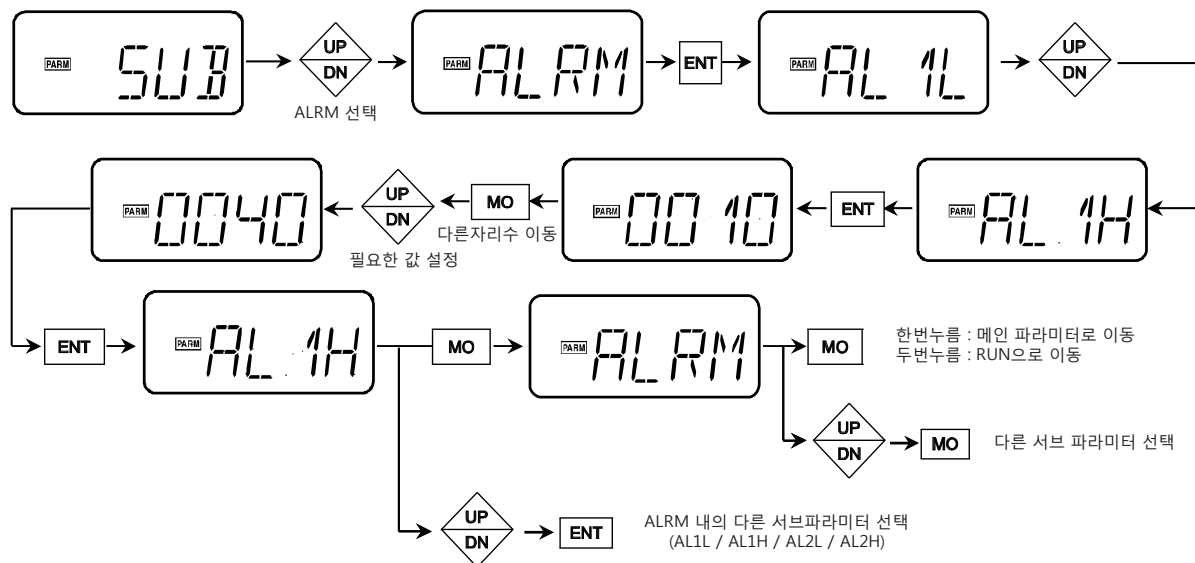 PARM SUB
UP
DN
ALRM 선택
PARM ALRM
ENT
PARM AL 1L
UP
DN
PARM 0040
UP
DN
필요한 값 설정
MO
다른자리수 이동
PARM 0010
ENT
PARM AL 1H
ENT
PARM AL 1H
MO
PARM ALRM
MO
한번누름 : 메인 파라미터로 이동
두번누름 : RUN으로 이동
UP
DN
MO
다른 서브 파라미터 선택
UP
DN
ENT
ALRM 내의 다른 서브파라미터 선택
(AL1L / AL1H / AL2L / AL2H)